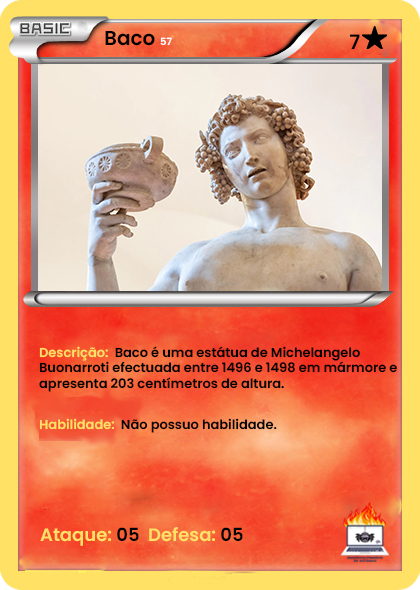 BASIC
Baco 57
7★
Descrição: Baco é uma estátua de Michelangelo
Buonarroti efectuada entre 1496 e 1498 em mármore e
apresenta 203 centímetros de altura.
Habilidade: Não possuo habilidade.
Ataque: 05 Defesa: 05